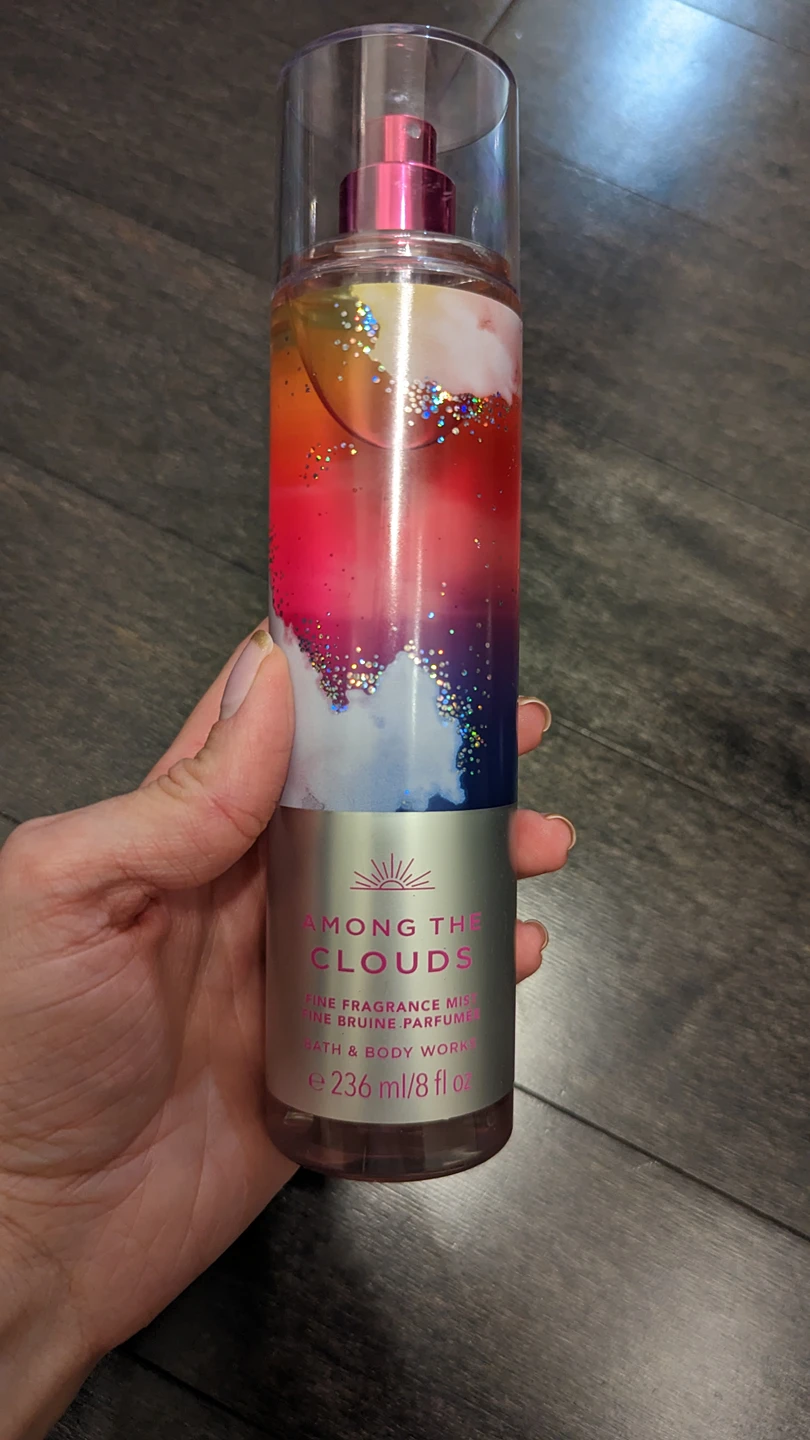 AMONG THE
CLOUDS
FINE FRAGRANCE MIST
FINE BRUINE PARFUMÉE
BATH & BODY WORKS
℮ 236 ml/8 fl oz